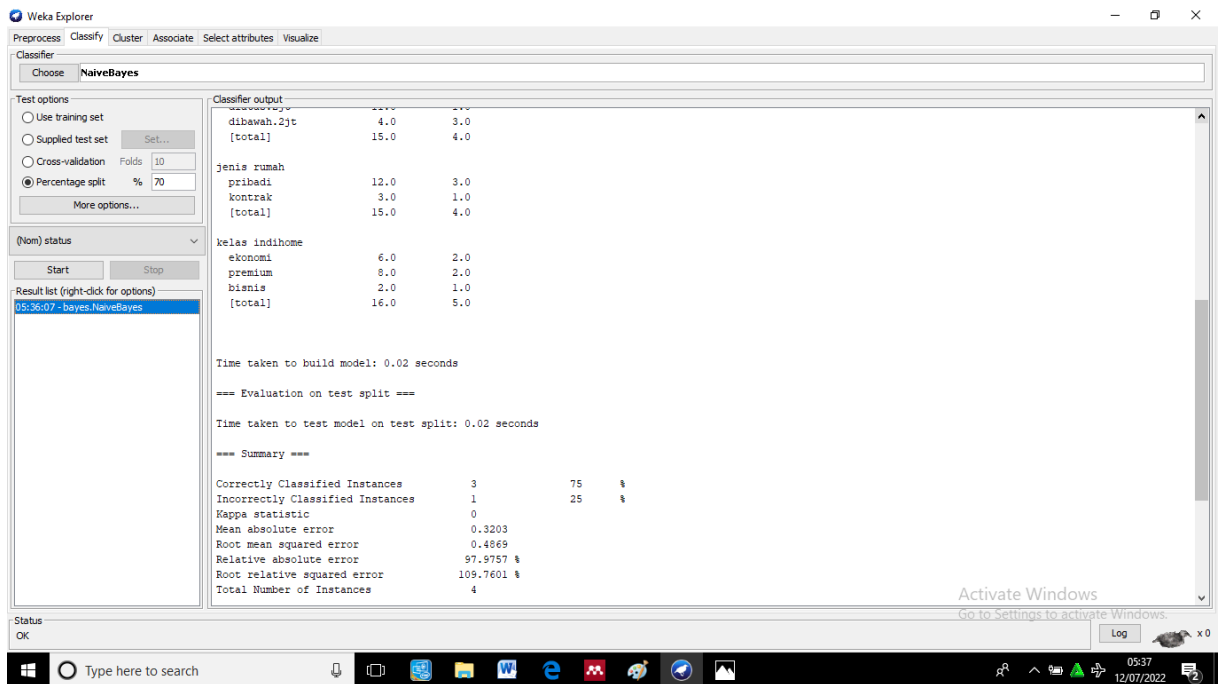 Weka Explorer
Preprocess Classify Cluster Associate Select attributes Visualize
Classifier
Choose NaiveBayes
Test options
Use training set
Supplied test set Set...
Cross-validation Folds 10
Percentage split % 70
More options...
(Nom) status
Start Stop
Result list (right-click for options)
05:36:07 - bayes.NaiveBayes
Classifier output
dibawah.2jt 4.0 3.0
[total] 15.0 4.0
jenis rumah
pribadi 12.0 3.0
kontrak 3.0 1.0
[total] 15.0 4.0
kelas indihome
ekonomi 6.0 2.0
premium 8.0 2.0
bisnis 2.0 1.0
[total] 16.0 5.0
Time taken to build model: 0.02 seconds
=== Evaluation on test split ===
Time taken to test model on test split: 0.02 seconds
=== Summary ===
Correctly Classified Instances 3 75 %
Incorrectly Classified Instances 1 25 %
Kappa statistic 0
Mean absolute error 0.3203
Root mean squared error 0.4869
Relative absolute error 97.9757 %
Root relative squared error 109.7601 %
Total Number of Instances 4
Activate Windows
Go to Settings to activate Windows.
Status
OK
Log x 0
Type here to search
05:37
12/07/2022
2